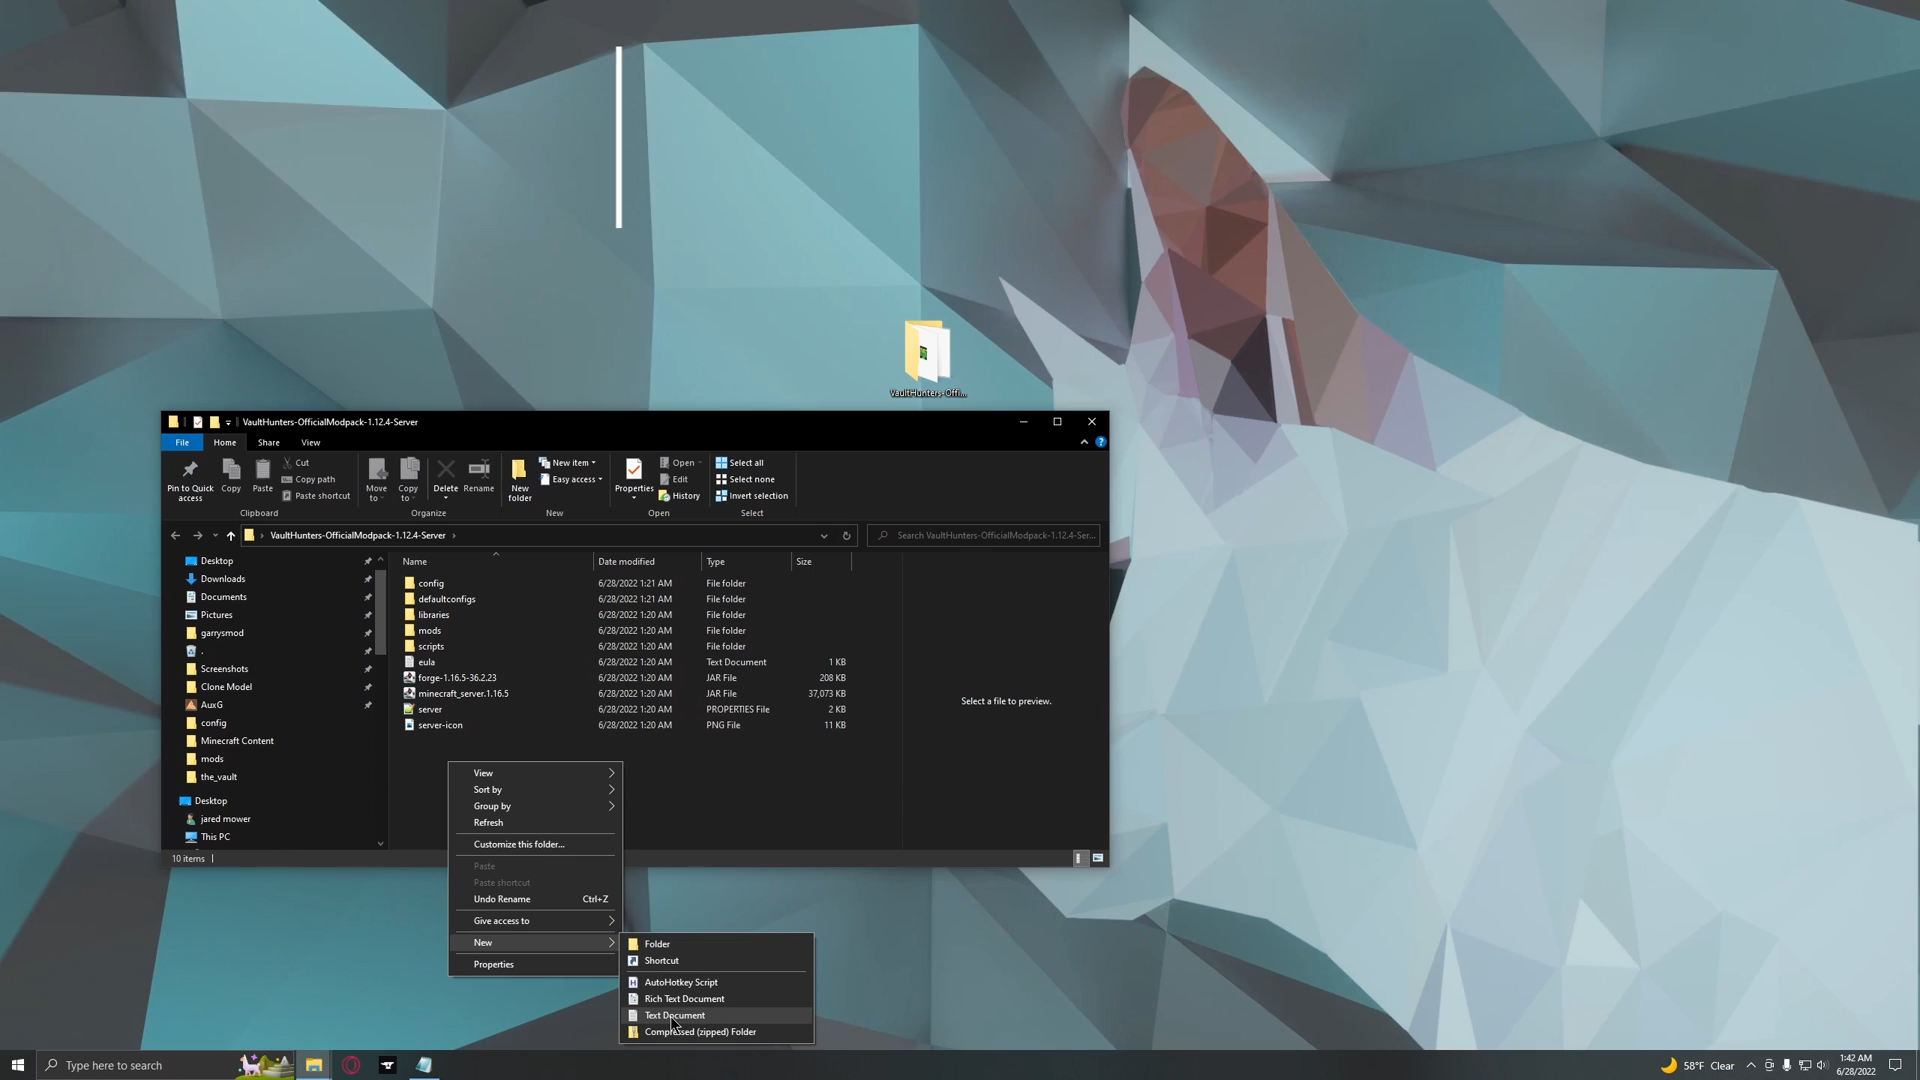 VaultHunters-Offi...
VaultHunters-OfficialModpack-1.12.4-Server
File Home Share View
Pin to Quick access
Copy
Paste
Cut
Copy path
Paste shortcut
Clipboard
Move to
Copy to
Delete
Rename
Organize
New folder
New item
Easy access
New
Properties
Open
Edit
History
Open
Select all
Select none
Invert selection
Select
VaultHunters-OfficialModpack-1.12.4-Server
Search VaultHunters-OfficialModpack-1.12.4-Ser...
Desktop
Downloads
Documents
Pictures
garrysmod
.
Screenshots
Clone Model
AuxG
config
Minecraft Content
mods
the_vault
Desktop
jared mower
This PC
Name Date modified Type Size
config 6/28/2022 1:21 AM File folder
defaultconfigs 6/28/2022 1:21 AM File folder
libraries 6/28/2022 1:20 AM File folder
mods 6/28/2022 1:20 AM File folder
scripts 6/28/2022 1:20 AM File folder
eula 6/28/2022 1:20 AM Text Document 1 KB
forge-1.16.5-36.2.23 6/28/2022 1:20 AM JAR File 208 KB
minecraft_server.1.16.5 6/28/2022 1:20 AM JAR File 37,073 KB
server 6/28/2022 1:20 AM PROPERTIES File 2 KB
server-icon 6/28/2022 1:20 AM PNG File 11 KB
Select a file to preview.
10 items
View
Sort by
Group by
Refresh
Customize this folder...
Paste
Paste shortcut
Undo Rename Ctrl+Z
Give access to
New
Properties
Folder
Shortcut
AutoHotkey Script
Rich Text Document
Text Document
Compressed (zipped) Folder
Type here to search
58°F Clear
1:42 AM
6/28/2022